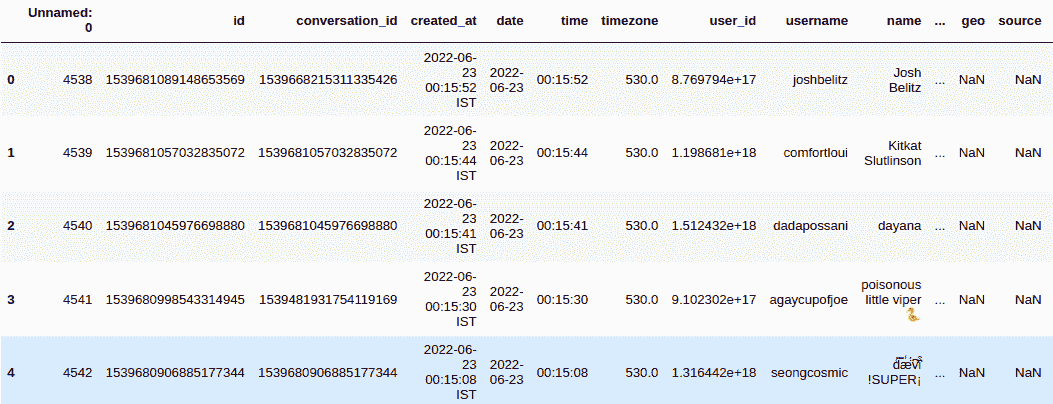 Unnamed: 0 id conversation_id created_at date time timezone user_id username name ... geo source
0 4538 1539681089148653569 1539668215311335426 2022-06-23 00:15:52 IST 2022-06-23 00:15:52 530.0 8.769794e+17 joshbelitz Josh Belitz ... NaN NaN
1 4539 1539681057032835072 1539681057032835072 2022-06-23 00:15:44 IST 2022-06-23 00:15:44 530.0 1.198681e+18 comfortloui Kitkat Slutlinson ... NaN NaN
2 4540 1539681045976698880 1539681045976698880 2022-06-23 00:15:41 IST 2022-06-23 00:15:41 530.0 1.512432e+18 dadapossani dayana ... NaN NaN
3 4541 1539680998543314945 1539481931754119169 2022-06-23 00:15:30 IST 2022-06-23 00:15:30 530.0 9.102302e+17 agaycupofjoe poisonous little viper 🐍 ... NaN NaN
4 4542 1539680906885177344 1539680906885177344 2022-06-23 00:15:08 IST 2022-06-23 00:15:08 530.0 1.316442e+18 seongcosmic !SUPER¡ ... NaN NaN